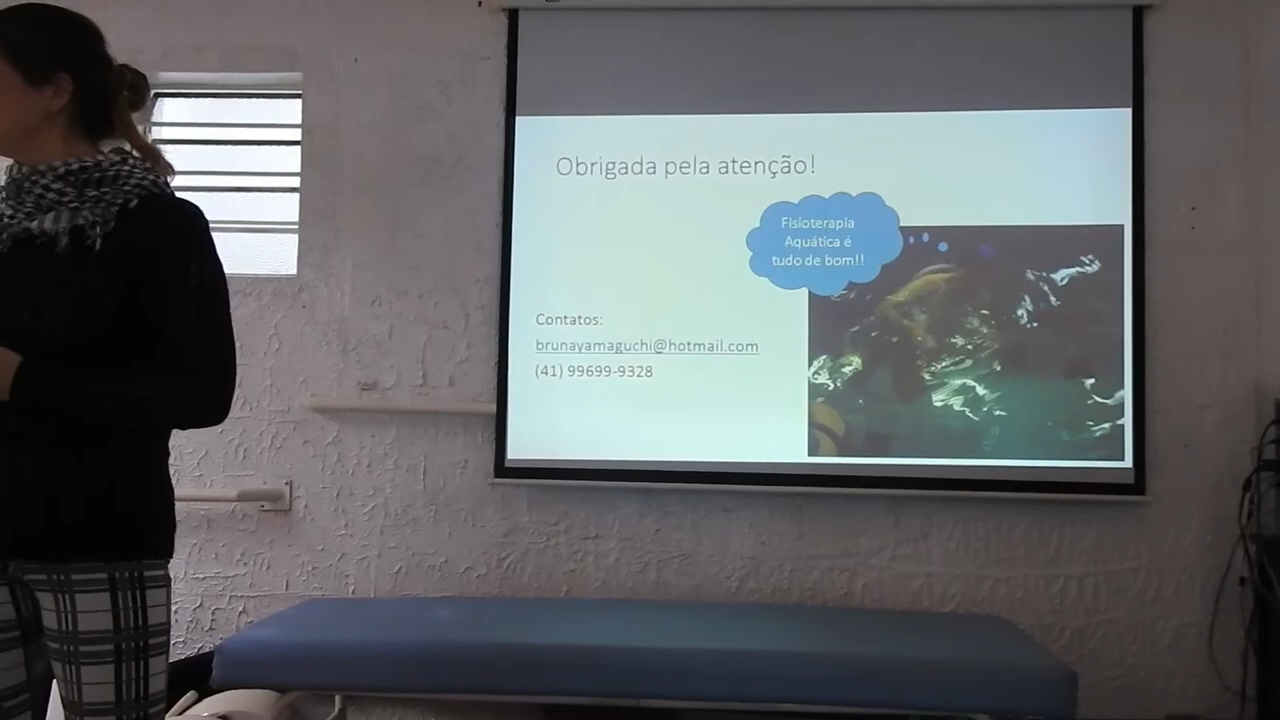 Obrigada pela atenção!
Fisioterapia
Aquática é
tudo de bom!!
Contatos:
brunayamaguchi@hotmail.com
(41) 99699-9328